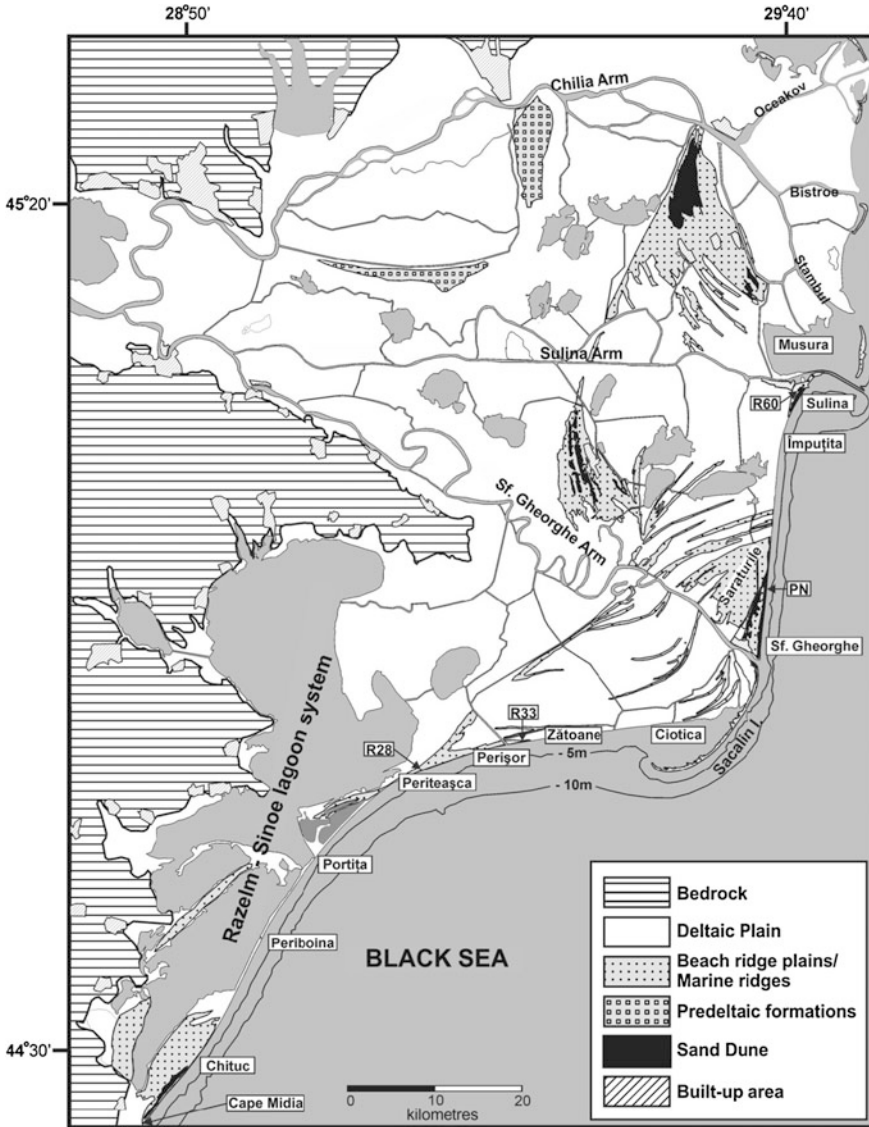 28°50'
29°40'
Chilia Arm
Oceakov
45°20'
Bistroe
Stambul
Musura
Sulina Arm
R60
Sulina
Împuțita
Sf. Gheorghe Arm
Saraturile
PN
Sf. Gheorghe
R33
Zătoane
Ciotica
Sacalin I.
R28
Perişor
- 5m
Periteaşca
- 10m
Razelm - Sinoe lagoon system
Portița
Periboina
BLACK SEA
44°30'
Chituc
Cape Midia
0 10 20
kilometres
Bedrock
Deltaic Plain
Beach ridge plains/
Marine ridges
Predeltaic formations
Sand Dune
Built-up area